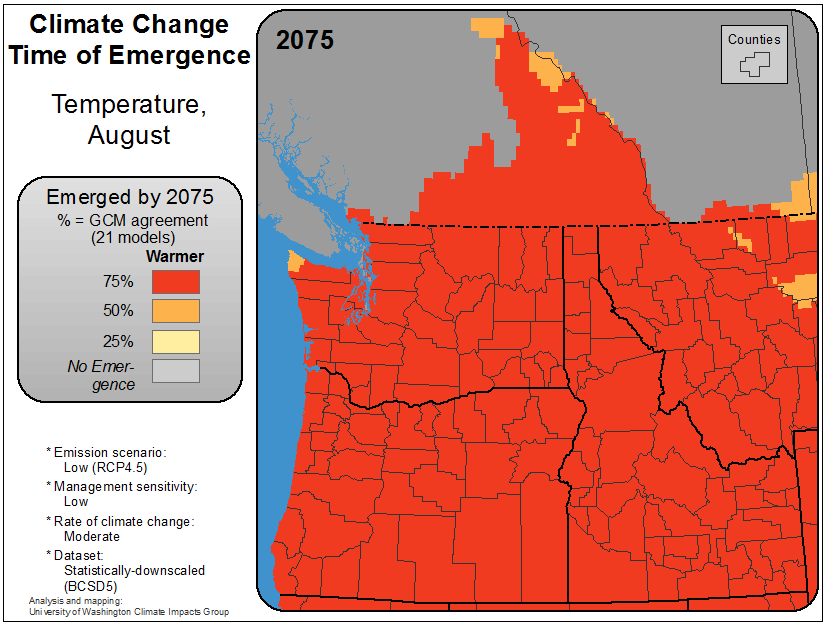 Climate Change
Time of Emergence
Temperature,
August
Emerged by 2075
% = GCM agreement
(21 models)
Warmer
75%
50%
25%
No Emer-
gence
* Emission scenario:
Low (RCP4.5)
* Management sensitivity:
Low
* Rate of climate change:
Moderate
* Dataset:
Statistically-downscaled
(BCSD5)
Analysis and mapping:
University of Washington Climate Impacts Group
2075
Counties